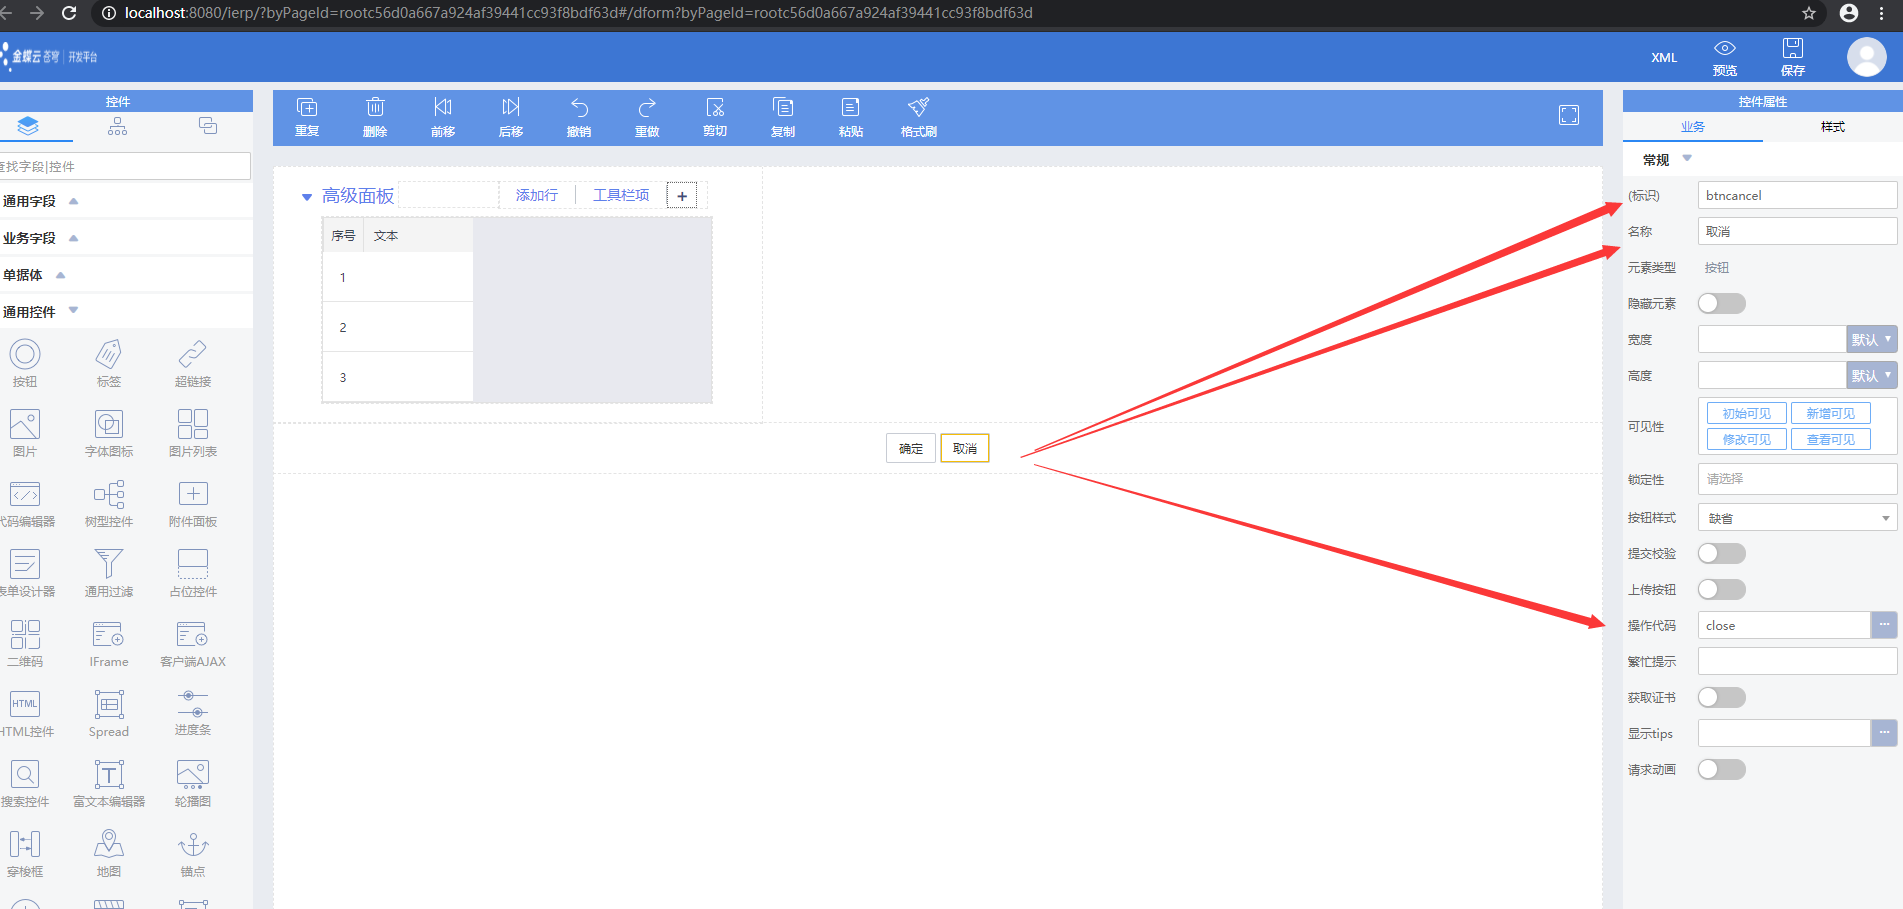 localhost:8080/ierp/?byPageId=rootc56d0a667a924af39441cc93f8bdf63d#/dform?byPageId=rootc56d0a667a924af39441cc93f8bdf63d
金蝶云 苍穹 | 开发平台
XML
预览
保存
控件
查找字段|控件
通用字段
业务字段
单据体
通用控件
按钮
标签
超链接
图片
字体图标
图片列表
代码编辑器
树型控件
附件面板
表单设计器
通用过滤
占位控件
二维码
IFrame
客户端AJAX
HTML
HTML控件
Spread
进度条
搜索控件
富文本编辑器
轮播图
穿梭框
地图
锚点
重复
删除
前移
后移
撤销
重做
剪切
复制
粘贴
格式刷
高级面板
添加行
工具栏项
+
序号
文本
1
2
3
确定
取消
控件属性
业务
样式
常规
(标识)
btncancel
名称
取消
元素类型
按钮
隐藏元素
宽度
默认
高度
默认
可见性
初始可见
新增可见
修改可见
查看可见
锁定性
请选择
按钮样式
缺省
提交校验
上传按钮
操作代码
close
...
繁忙提示
获取证书
显示tips
...
请求动画